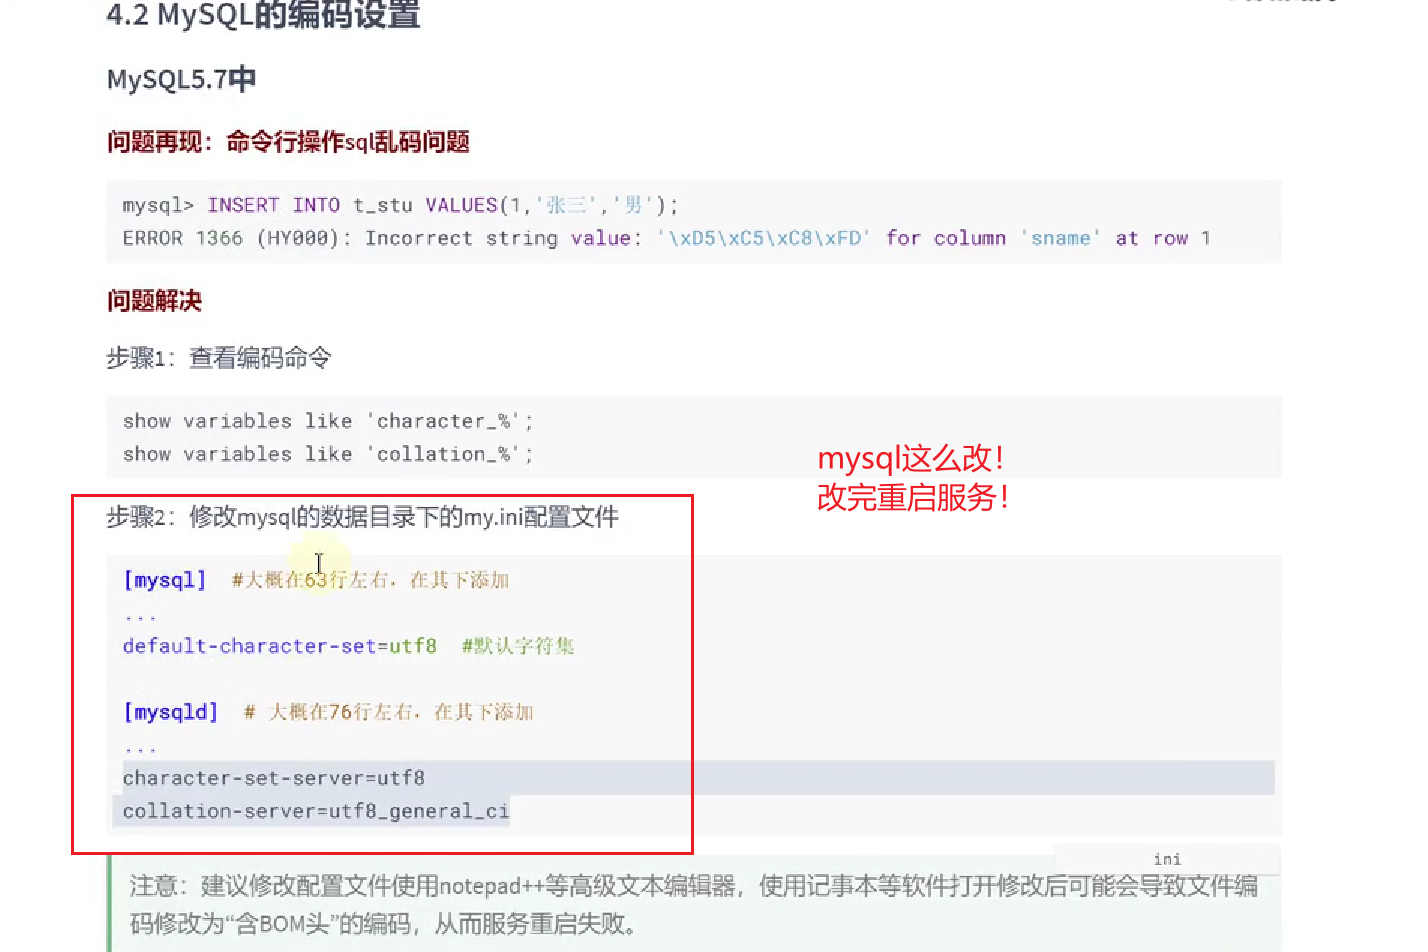 4.2 MySQL的编码设置
MySQL5.7中
问题再现：命令行操作sql乱码问题
mysql> INSERT INTO t_stu VALUES(1,'张三','男');
ERROR 1366 (HY000): Incorrect string value: '\xD5\xC5\xC8\xFD' for column 'sname' at row 1
问题解决
步骤1：查看编码命令
show variables like 'character_%';
show variables like 'collation_%';
mysql这么改！
改完重启服务！
步骤2：修改mysql的数据目录下的my.ini配置文件
[mysql]  #大概在63行左右，在其下添加
...
default-character-set=utf8  #默认字符集
[mysqld]  # 大概在76行左右，在其下添加
...
character-set-server=utf8
collation-server=utf8_general_ci
ini
注意：建议修改配置文件使用notepad++等高级文本编辑器，使用记事本等软件打开修改后可能会导致文件编
码修改为“含BOM头”的编码，从而服务重启失败。